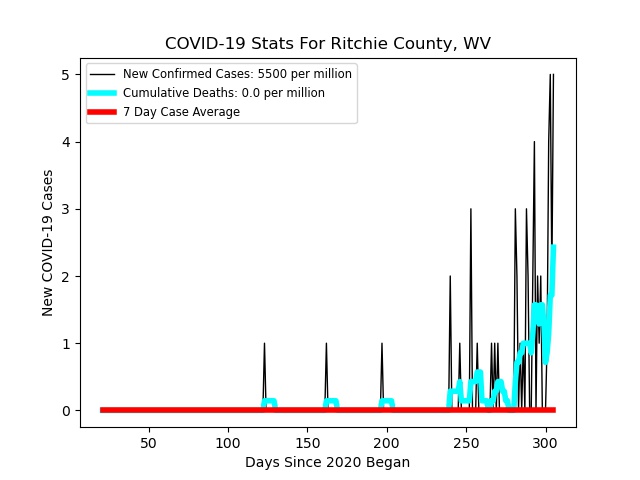 COVID-19 Stats For Ritchie County, WV
New Confirmed Cases: 5500 per million
Cumulative Deaths: 0.0 per million
7 Day Case Average
New COVID-19 Cases
5
4
3
2
1
0
50 100 150 200 250 300
Days Since 2020 Began